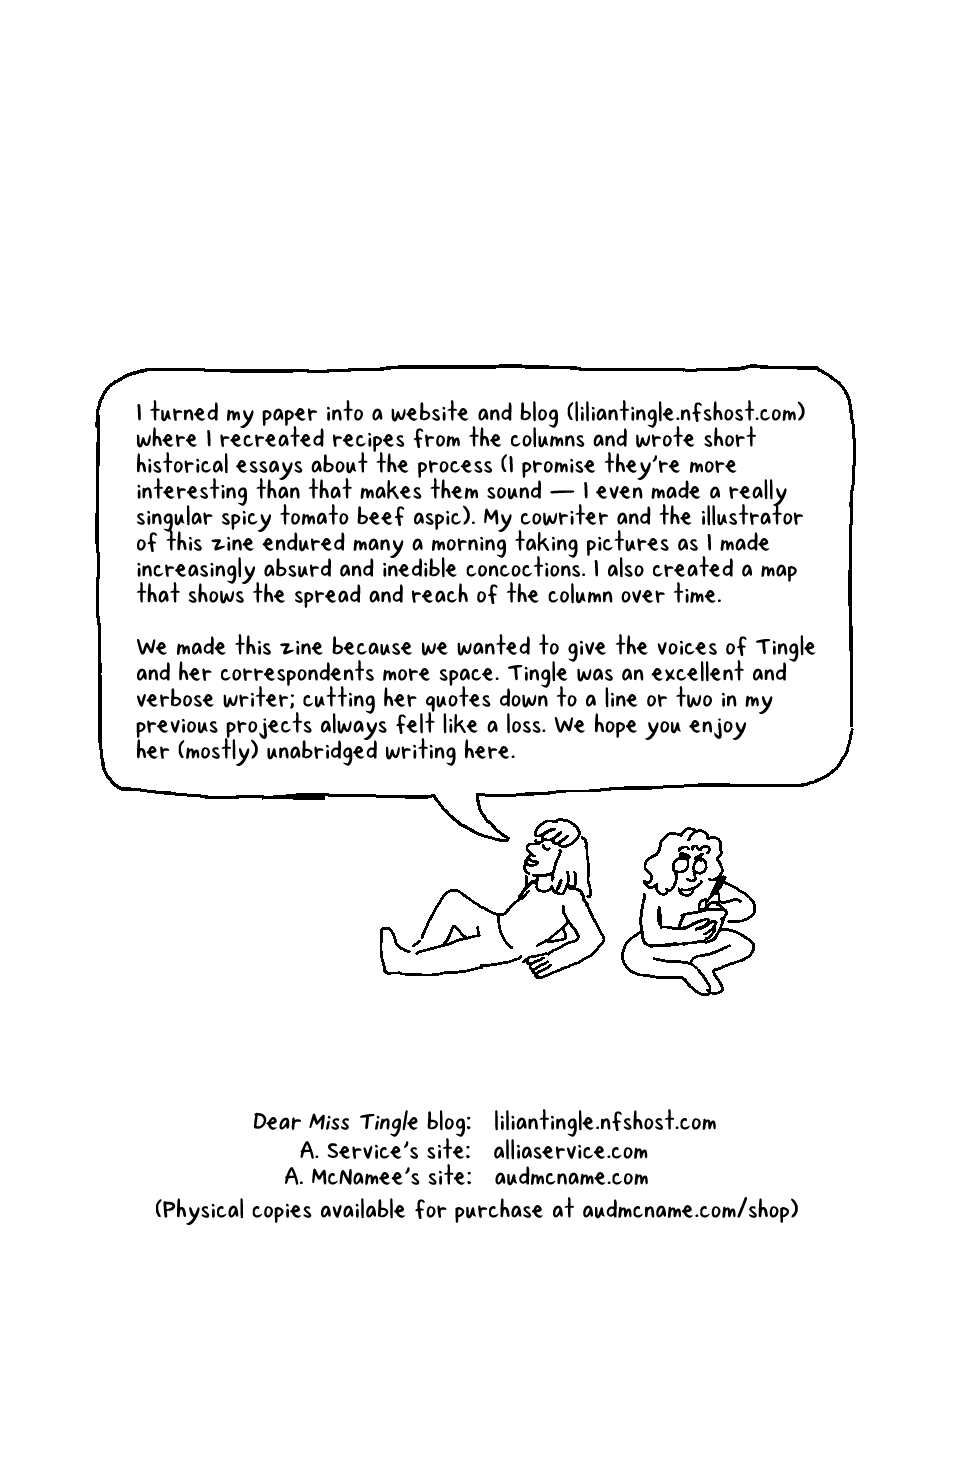 I turned my paper into a website and blog (liliantingle.nfshost.com)
where I recreated recipes from the columns and wrote short
historical essays about the process (I promise they're more
interesting than that makes them sound — I even made a really
singular spicy tomato beef aspic). My cowriter and the illustrator
of this zine endured many a morning taking pictures as I made
increasingly absurd and inedible concoctions. I also created a map
that shows the spread and reach of the column over time.
We made this zine because we wanted to give the voices of Tingle
and her correspondents more space. Tingle was an excellent and
verbose writer; cutting her quotes down to a line or two in my
previous projects always felt like a loss. We hope you enjoy
her (mostly) unabridged writing here.
Dear Miss Tingle blog: liliantingle.nfshost.com
A. Service's site: alliaservice.com
A. McNamee's site: audmcname.com
(Physical copies available for purchase at audmcname.com/shop)